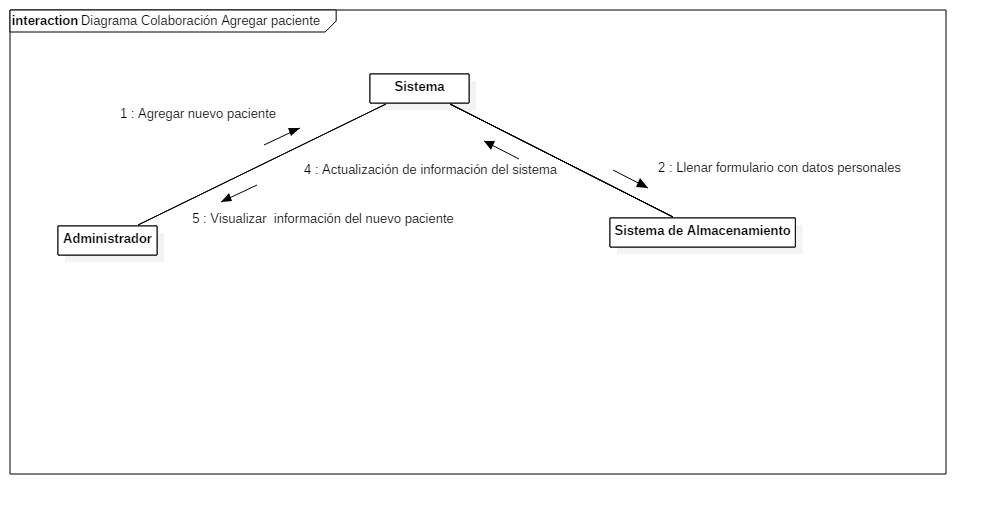 interaction Diagrama Colaboración Agregar paciente
Sistema
1 : Agregar nuevo paciente
4 : Actualización de información del sistema
2 : Llenar formulario con datos personales
5 : Visualizar  información del nuevo paciente
Administrador
Sistema de Almacenamiento